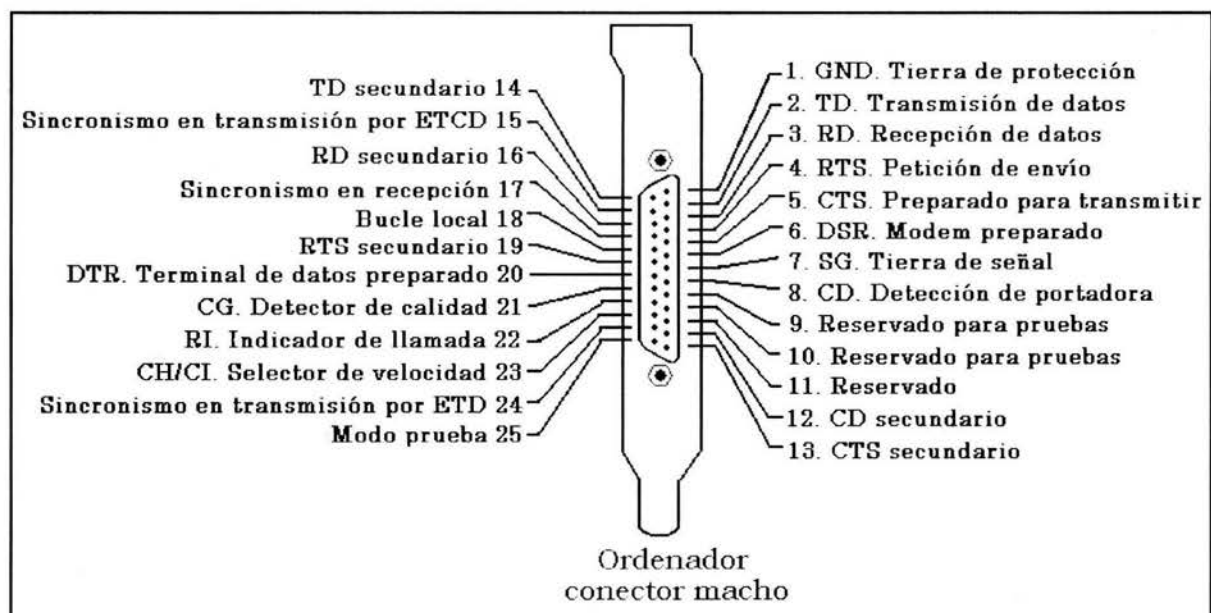 TD secundario 14
Sincronismo en transmisión por ETCD 15
RD secundario 16
Sincronismo en recepción 17
Bucle local 18
RTS secundario 19
DTR. Terminal de datos preparado 20
CG. Detector de calidad 21
RI. Indicador de llamada 22
CH/CI. Selector de velocidad 23
Sincronismo en transmisión por ETD 24
Modo prueba 25
1. GND. Tierra de protección
2. TD. Transmisión de datos
3. RD. Recepción de datos
4. RTS. Petición de envío
5. CTS. Preparado para transmitir
6. DSR. Modem preparado
7. SG. Tierra de señal
8. CD. Detección de portadora
9. Reservado para pruebas
10. Reservado para pruebas
11. Reservado
12. CD secundario
13. CTS secundario
Ordenador
conector macho